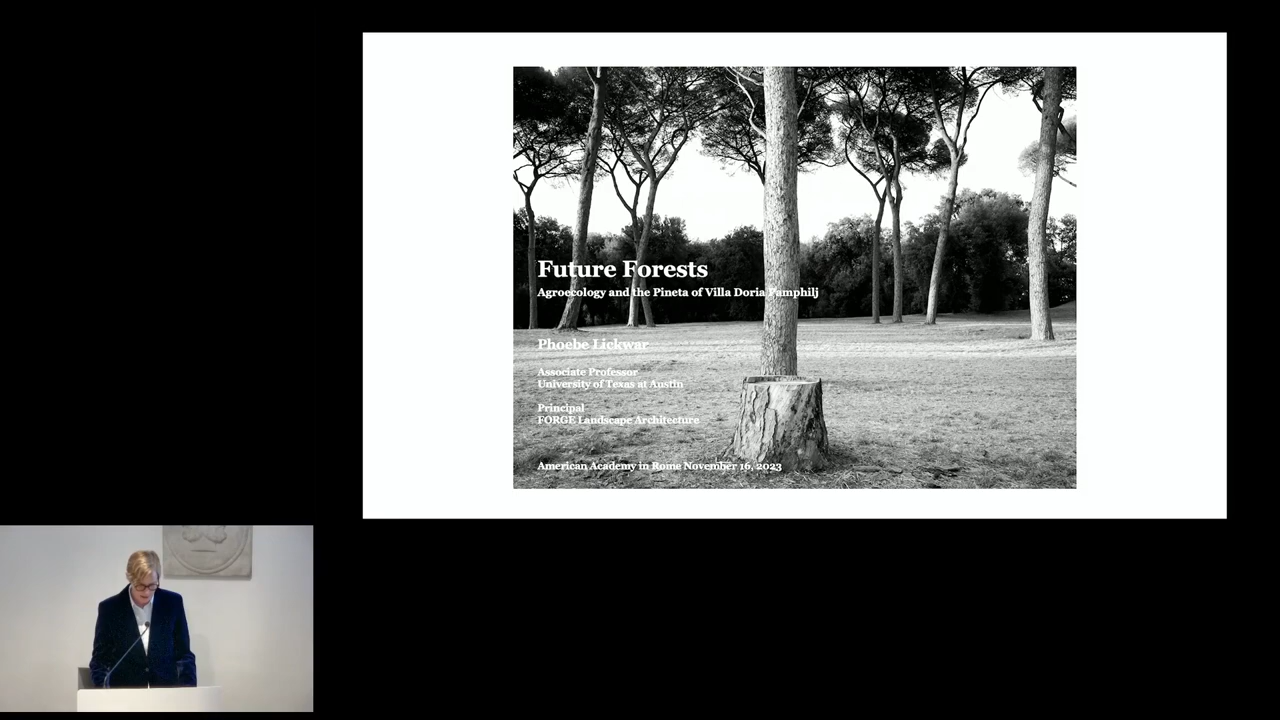 Future Forests
Agroecology and the Pineta of Villa Doria Pamphilj
Phoebe Lickwar
Associate Professor
University of Texas at Austin
Principal
FORGE Landscape Architecture
American Academy in Rome November 16, 2023